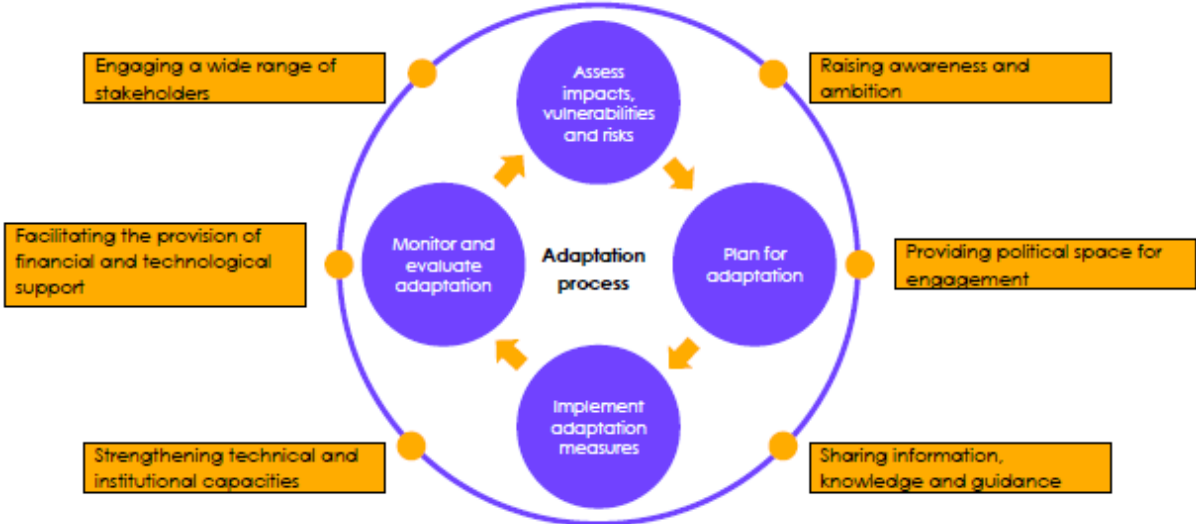 Engaging a wide range of
stakeholders
Assess
impacts,
vulnerabilities
and risks
Raising awareness and
ambition
Facilitating the provision of
financial and technological
support
Monitor and
evaluate
adaptation
Adaptation
process
Plan for
adaptation
Providing political space for
engagement
Strengthening technical and
institutional capacities
Implement
adaptation
measures
Sharing information,
knowledge and guidance